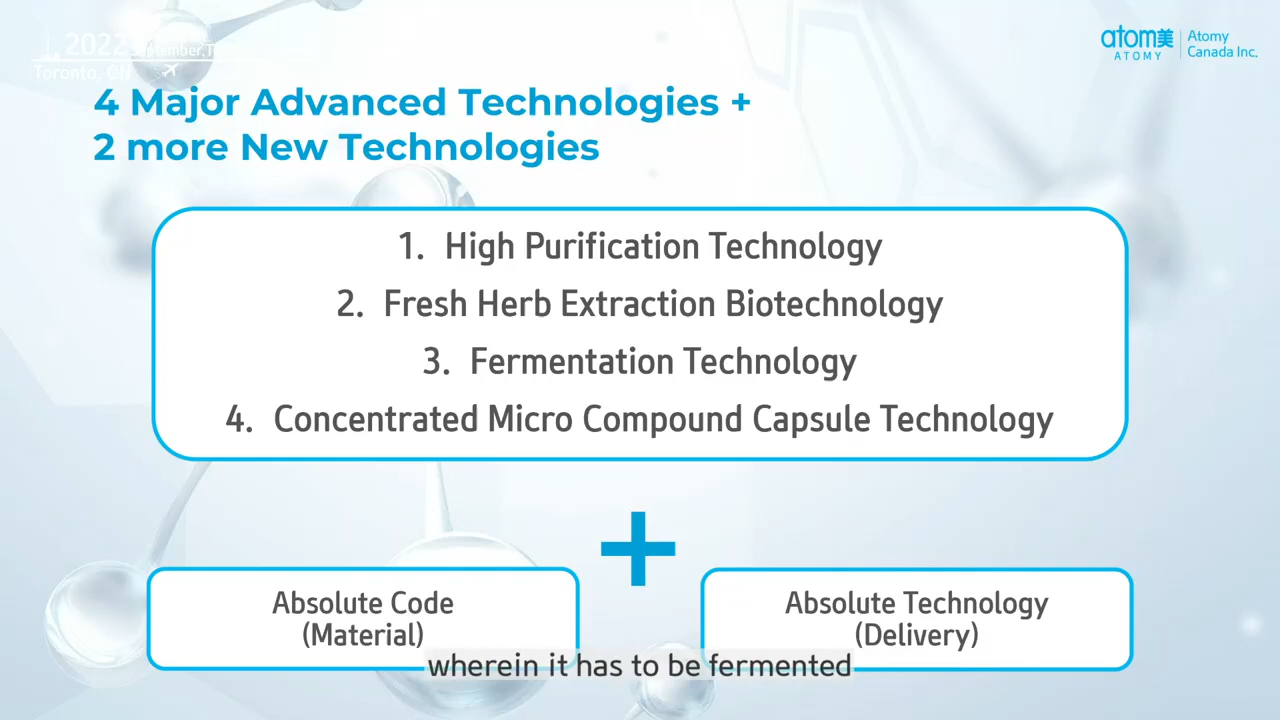 2022
Toronto,
atom美
ATOMY
Atomy
Canada Inc.
4 Major Advanced Technologies +
2 more New Technologies
1. High Purification Technology
2. Fresh Herb Extraction Biotechnology
3. Fermentation Technology
4. Concentrated Micro Compound Capsule Technology
+
Absolute Code
(Material)
Absolute Technology
(Delivery)
wherein it has to be fermented